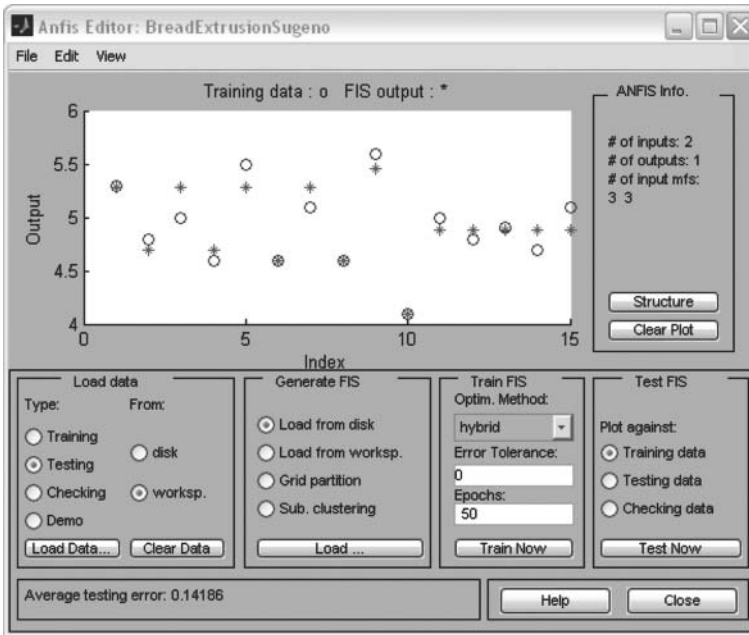 Anfis Editor: BreadExtrusionSugeno
File Edit View
Training data : o FIS output : *
6
5.5
5
4.5
4
Output
0 5 10 15
Index
ANFIS Info.
# of inputs: 2
# of outputs: 1
# of input mfs:
3 3
Structure
Clear Plot
Load data
Type: From:
Training
Testing
Checking
Demo
disk
worksp.
Load Data... Clear Data
Generate FIS
Load from disk
Load from worksp.
Grid partition
Sub. clustering
Load ...
Train FIS
Optim. Method:
hybrid
Error Tolerance:
0
Epochs:
50
Train Now
Test FIS
Plot against:
Training data
Testing data
Checking data
Test Now
Average testing error: 0.14186
Help Close